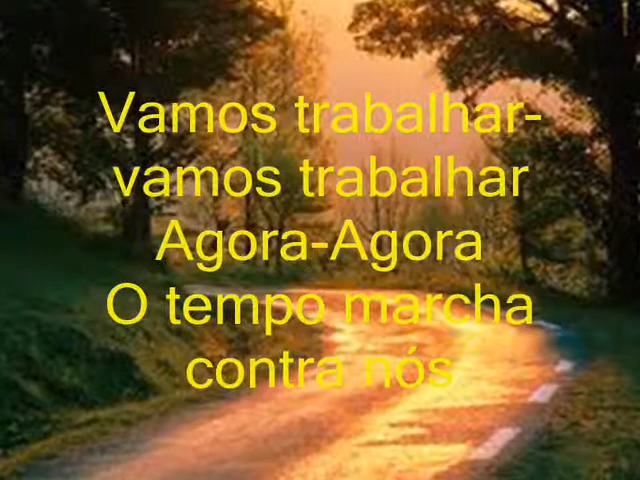 Vamos trabalhar-
vamos trabalhar
Agora-Agora
O tempo marcha
contra nós